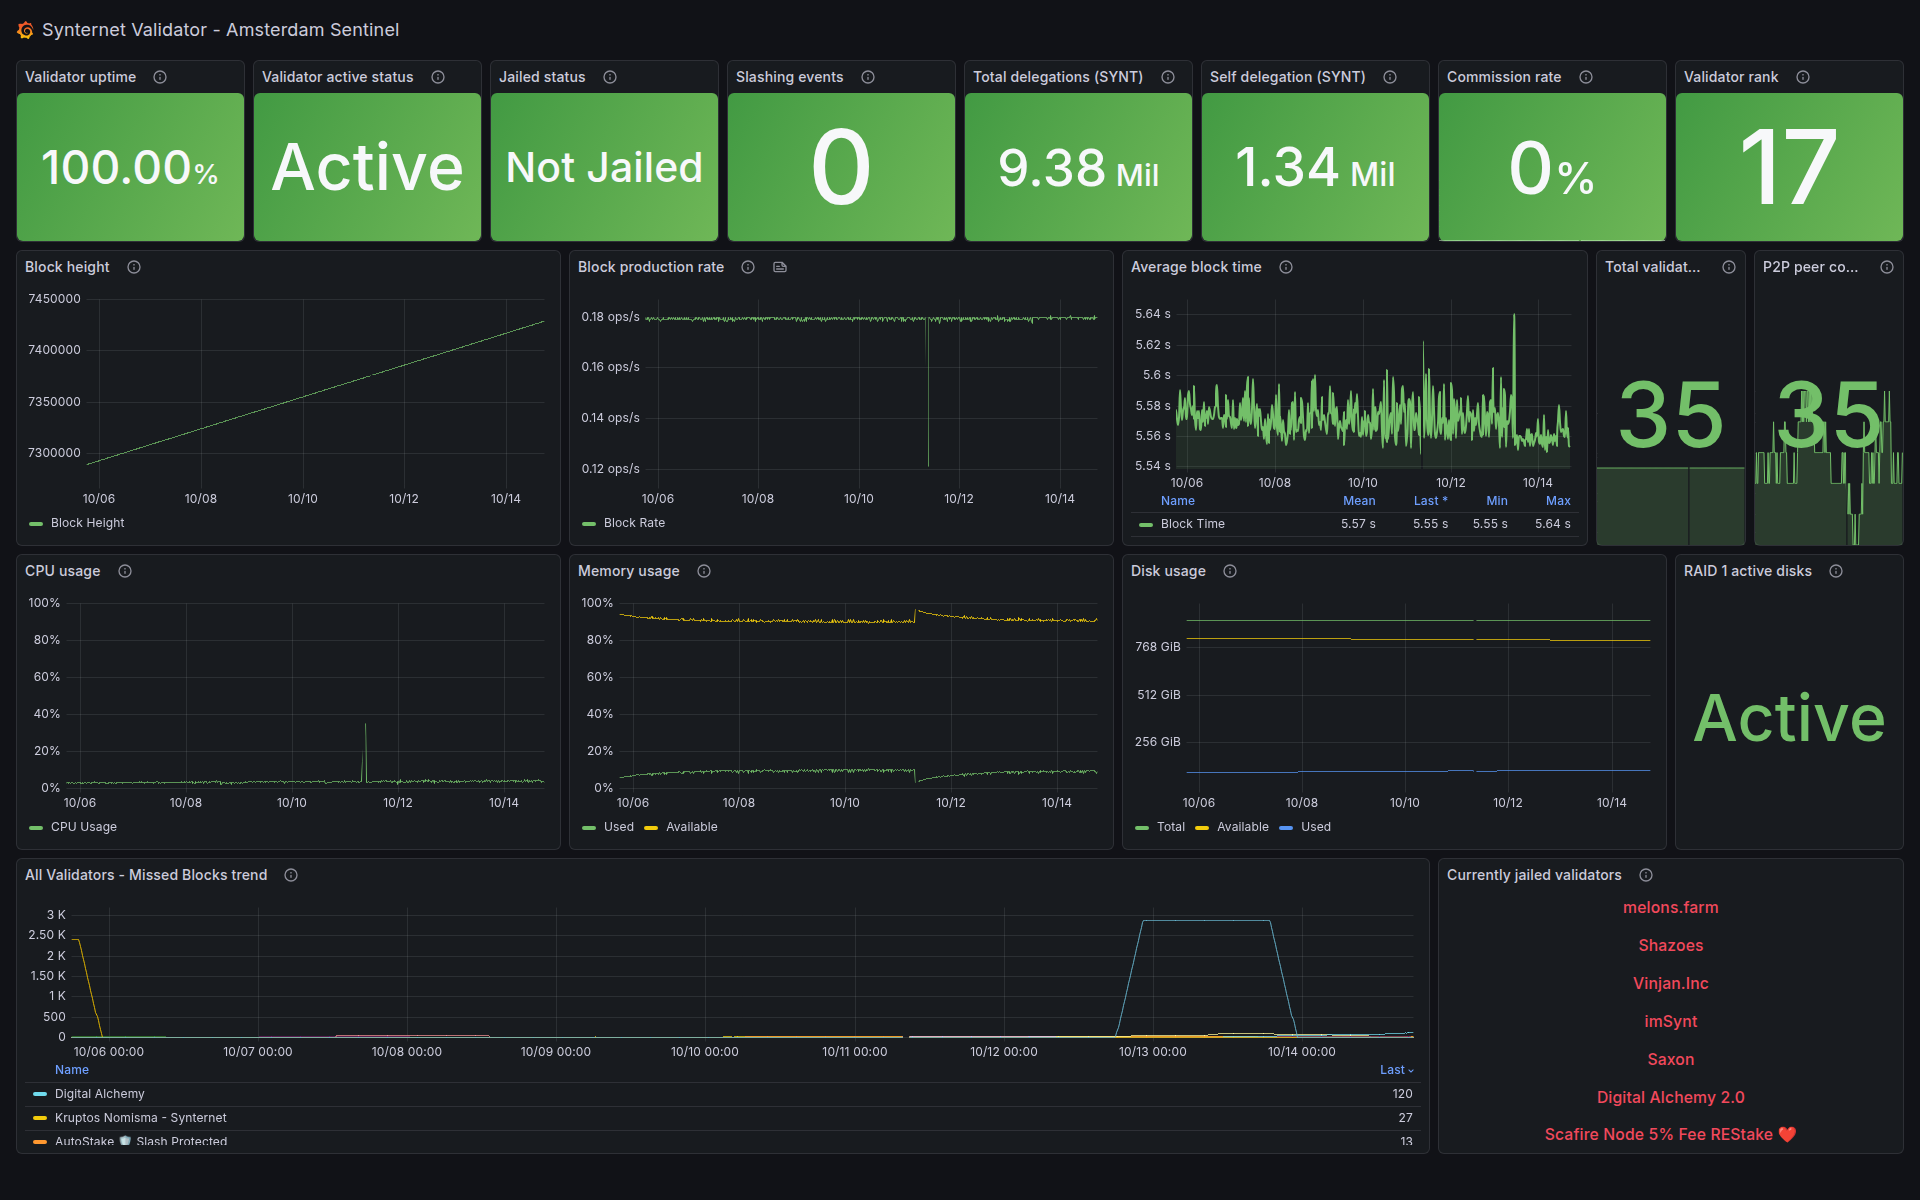 Synternet Validator - Amsterdam Sentinel
Validator uptime
100.00%
Validator active status
Active
Jailed status
Not Jailed
Slashing events
0
Total delegations (SYNT)
9.38 Mil
Self delegation (SYNT)
1.34 Mil
Commission rate
0%
Validator rank
17
Block height
7450000
7400000
7350000
7300000
10/06 10/08 10/10 10/12 10/14
Block Height
Block production rate
0.18 ops/s
0.16 ops/s
0.14 ops/s
0.12 ops/s
10/06 10/08 10/10 10/12 10/14
Block Rate
Average block time
5.64 s
5.62 s
5.6 s
5.58 s
5.56 s
5.54 s
10/06 10/08 10/10 10/12 10/14
Name Mean Last * Min Max
Block Time 5.57 s 5.55 s 5.55 s 5.64 s
Total validat...
35
P2P peer co...
35
CPU usage
100%
80%
60%
40%
20%
0%
10/06 10/08 10/10 10/12 10/14
CPU Usage
Memory usage
100%
80%
60%
40%
20%
0%
10/06 10/08 10/10 10/12 10/14
Used Available
Disk usage
768 GiB
512 GiB
256 GiB
10/06 10/08 10/10 10/12 10/14
Total Available Used
RAID 1 active disks
Active
All Validators - Missed Blocks trend
3 K
2.50 K
2 K
1.50 K
1 K
500
0
10/06 00:00 10/07 00:00 10/08 00:00 10/09 00:00 10/10 00:00 10/11 00:00 10/12 00:00 10/13 00:00 10/14 00:00
Name Last
Digital Alchemy 120
Kruptos Nomisma - Synternet 27
AutoStake 🛡️ Slash Protected 13
Currently jailed validators
melons.farm
Shazoes
Vinjan.Inc
imSynt
Saxon
Digital Alchemy 2.0
Scafire Node 5% Fee REStake ❤️